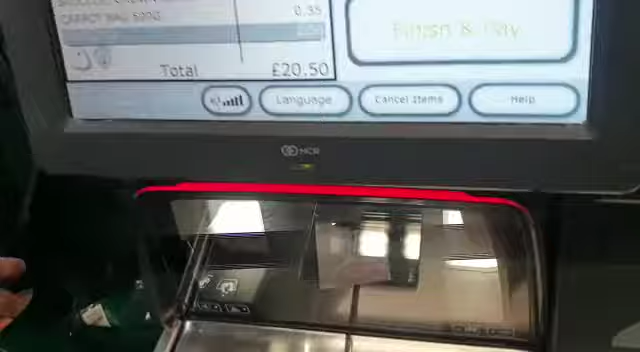 0.35
CARROT BAG 500G
Finish & Pay
Total £20.50
Language
Cancel Items
Help
NCR